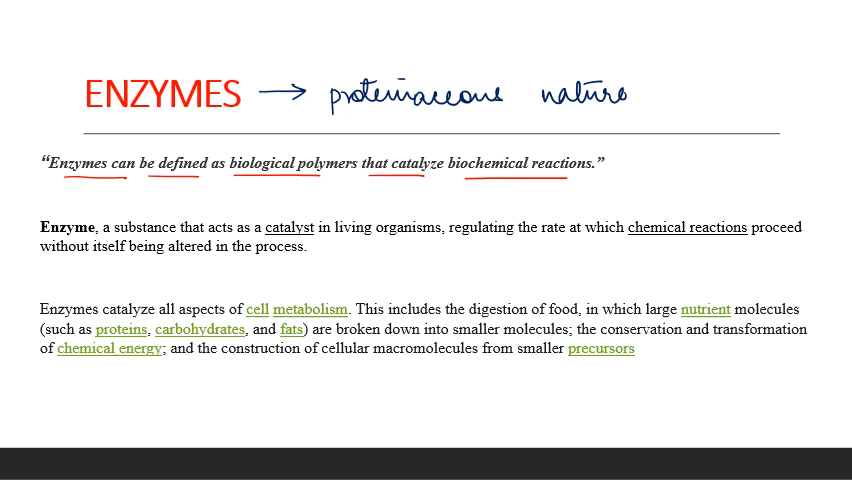 ENZYMES → proteinaceous nature
“Enzymes can be defined as biological polymers that catalyze biochemical reactions.”
Enzyme, a substance that acts as a catalyst in living organisms, regulating the rate at which chemical reactions proceed
without itself being altered in the process.
Enzymes catalyze all aspects of cell metabolism. This includes the digestion of food, in which large nutrient molecules
(such as proteins, carbohydrates, and fats) are broken down into smaller molecules; the conservation and transformation
of chemical energy; and the construction of cellular macromolecules from smaller precursors